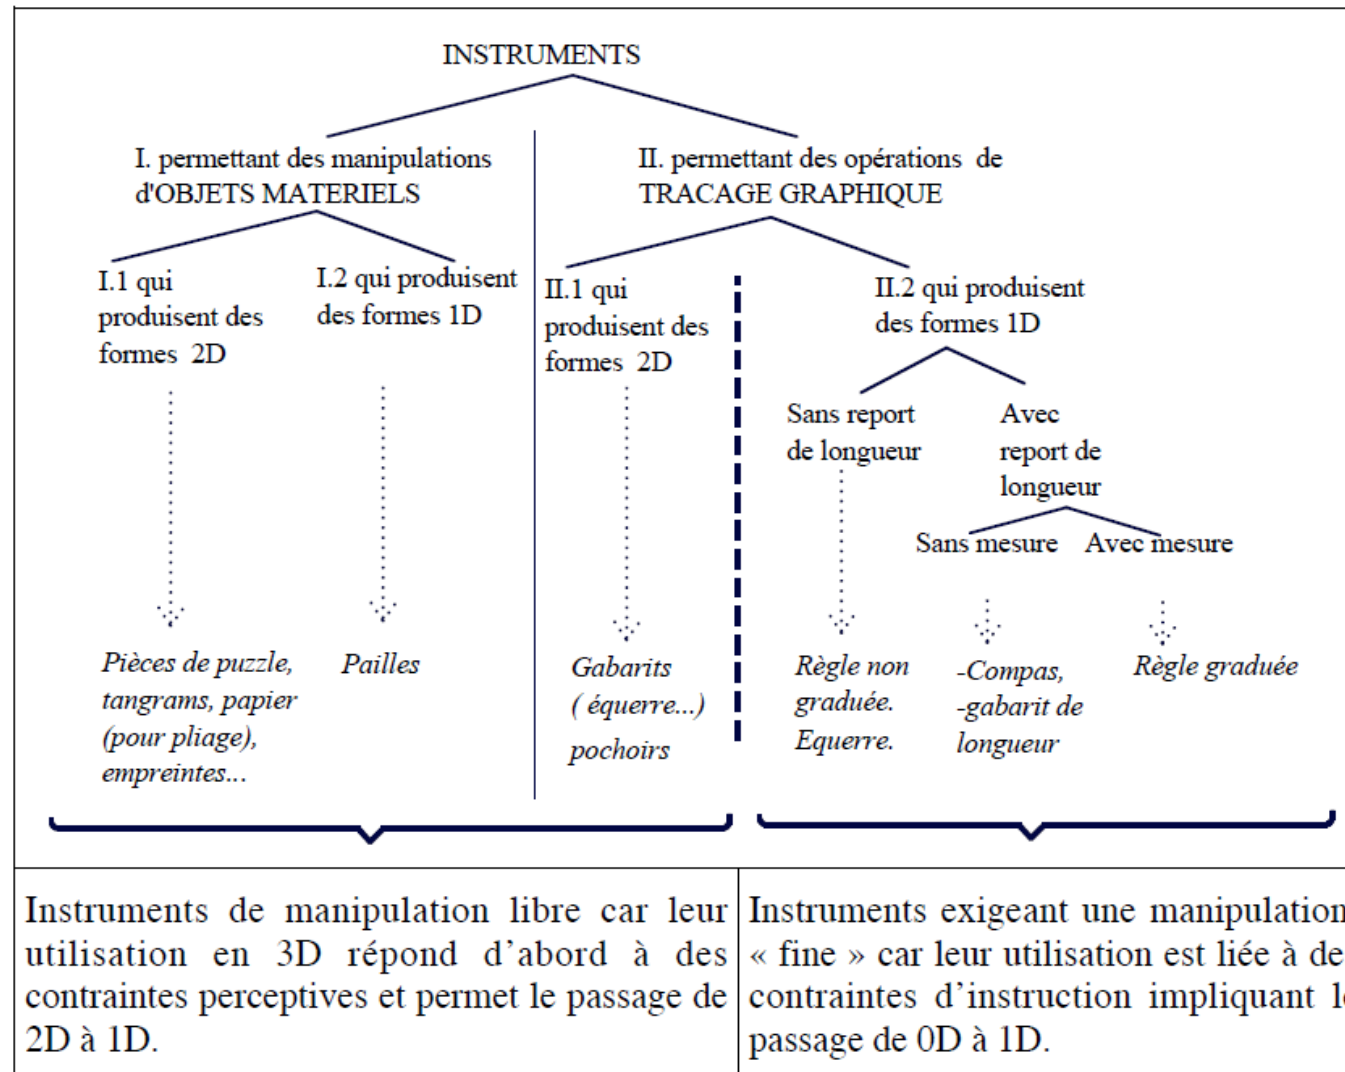 INSTRUMENTS
I. permettant des manipulations
d'OBJETS MATERIELS
II. permettant des opérations de
TRACAGE GRAPHIQUE
I.1 qui
produisent des
formes 2D
I.2 qui produisent
des formes 1D
II.1 qui
produisent des
formes 2D
II.2 qui produisent
des formes 1D
Sans report
de longueur
Avec
report de
longueur
Sans mesure
Avec mesure
Pièces de puzzle,
tangrams, papier
(pour pliage),
empreintes...
Pailles
Gabarits
( équerre...)
pochoirs
Règle non
graduée.
Equerre.
-Compas,
-gabarit de
longueur
Règle graduée
Instruments de manipulation libre car leur
utilisation en 3D répond d’abord à des
contraintes perceptives et permet le passage de
2D à 1D.
Instruments exigeant une manipulation
« fine » car leur utilisation est liée à de
contraintes d’instruction impliquant l
passage de 0D à 1D.